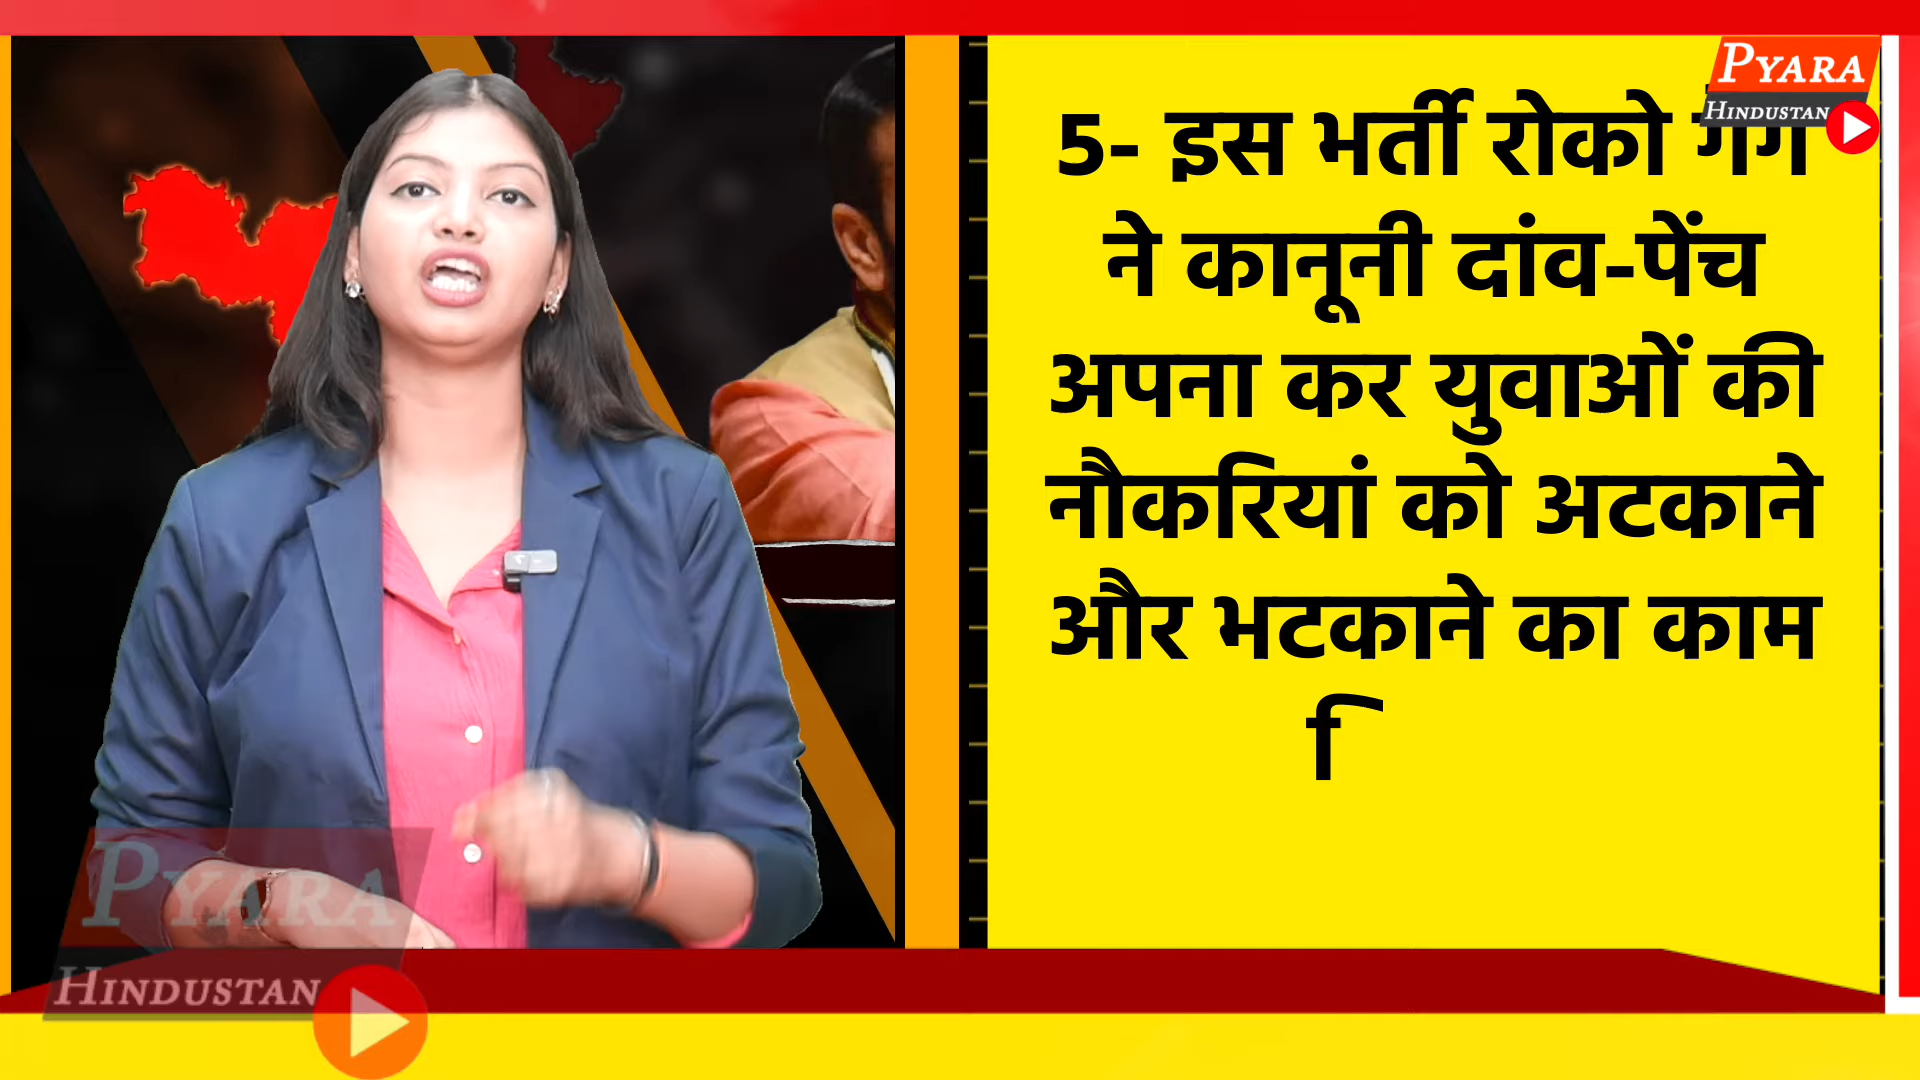 PYARA
HINDUSTAN
5- इस भर्ती रोको गैंग
ने कानूनी दांव-पेंच
अपना कर युवाओं की
नौकरियां को अटकाने
और भटकाने का काम
PYARA
HINDUSTAN